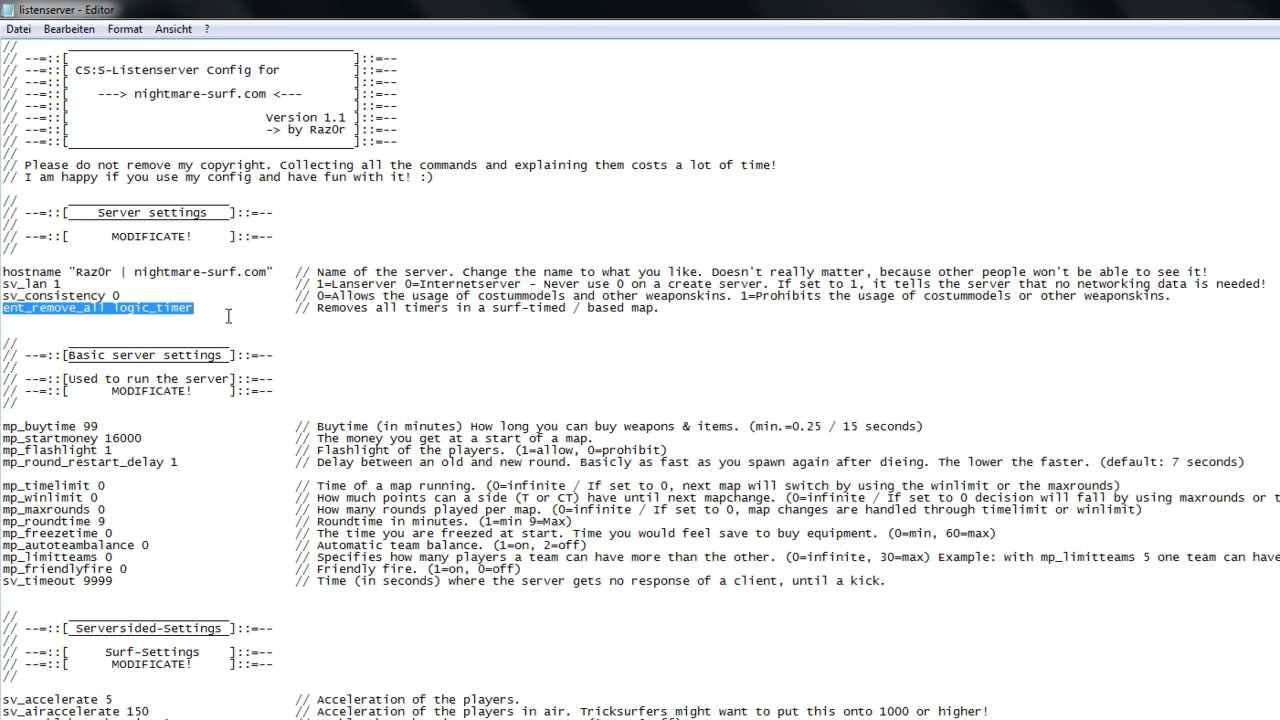 listenserver - Editor
Datei Bearbeiten Format Ansicht ?
//
// --=::[ ]::=--
// --=::[ CS:S-Listenserver Config for ]::=--
// --=::[ ]::=--
// --=::[ ---> nightmare-surf.com <--- ]::=--
// --=::[ ]::=--
// --=::[ Version 1.1 ]::=--
// --=::[ -> by Raz0r ]::=--
// --=::[ ]::=--
//
// Please do not remove my copyright. Collecting all the commands and explaining them costs a lot of time!
// I am happy if you use my config and have fun with it! :)
//
// --=::[ Server settings ]::=--
//
// --=::[ MODIFICATE! ]::=--
//
hostname "Raz0r | nightmare-surf.com" // Name of the server. Change the name to what you like. Doesn't really matter, because other people won't be able to see it!
sv_lan 1 // 1=Lanserver 0=Internetserver - Never use 0 on a create server. If set to 1, it tells the server that no networking data is needed!
sv_consistency 0 // 0=Allows the usage of costummodels and other weaponskins. 1=Prohibits the usage of costummodels or other weaponskins.
ent_remove_all logic_timer // Removes all timers in a surf-timed / based map.
//
// --=::[Basic server settings ]::=--
//
// --=::[Used to run the server]::=--
// --=::[ MODIFICATE! ]::=--
//
mp_buytime 99 // Buytime (in minutes) How long you can buy weapons & items. (min.=0.25 / 15 seconds)
mp_startmoney 16000 // The money you get at a start of a map.
mp_flashlight 1 // Flashlight of the players. (1=allow, 0=prohibit)
mp_round_restart_delay 1 // Delay between an old and new round. Basicly as fast as you spawn again after dieing. The lower the faster. (default: 7 seconds)
mp_timelimit 0 // Time of a map running. (0=infinite / If set to 0, next map will switch by using the winlimit or the maxrounds)
mp_winlimit 0 // How much points can a side (T or CT) have until next mapchange. (0=infinite / If set to 0 decision will fall by using maxrounds or t
mp_maxrounds 0 // How many rounds played per map. (0=infinite / If set to 0, map changes are handled through timelimit or winlimit)
mp_roundtime 9 // Roundtime in minutes. (1=min 9=Max)
mp_freezetime 0 // The time you are freezed at start. Time you would feel save to buy equipment. (0=min, 60=max)
mp_autoteambalance 0 // Automatic team balance. (1=on, 2=off)
mp_limitteams 0 // Specifies how many players a team can have more than the other. (0=infinite, 30=max) Example: with mp_limitteams 5 one team can have
mp_friendlyfire 0 // Friendly fire. (1=on, 0=off)
sv_timeout 9999 // Time (in seconds) where the server gets no response of a client, until a kick.
//
// --=::[ Serversided-Settings ]::=--
//
// --=::[ Surf-Settings ]::=--
// --=::[ MODIFICATE! ]::=--
//
sv_accelerate 5 // Acceleration of the players.
sv_airaccelerate 150 // Acceleration of the players in air. Tricksurfers might want to put this onto 1000 or higher!